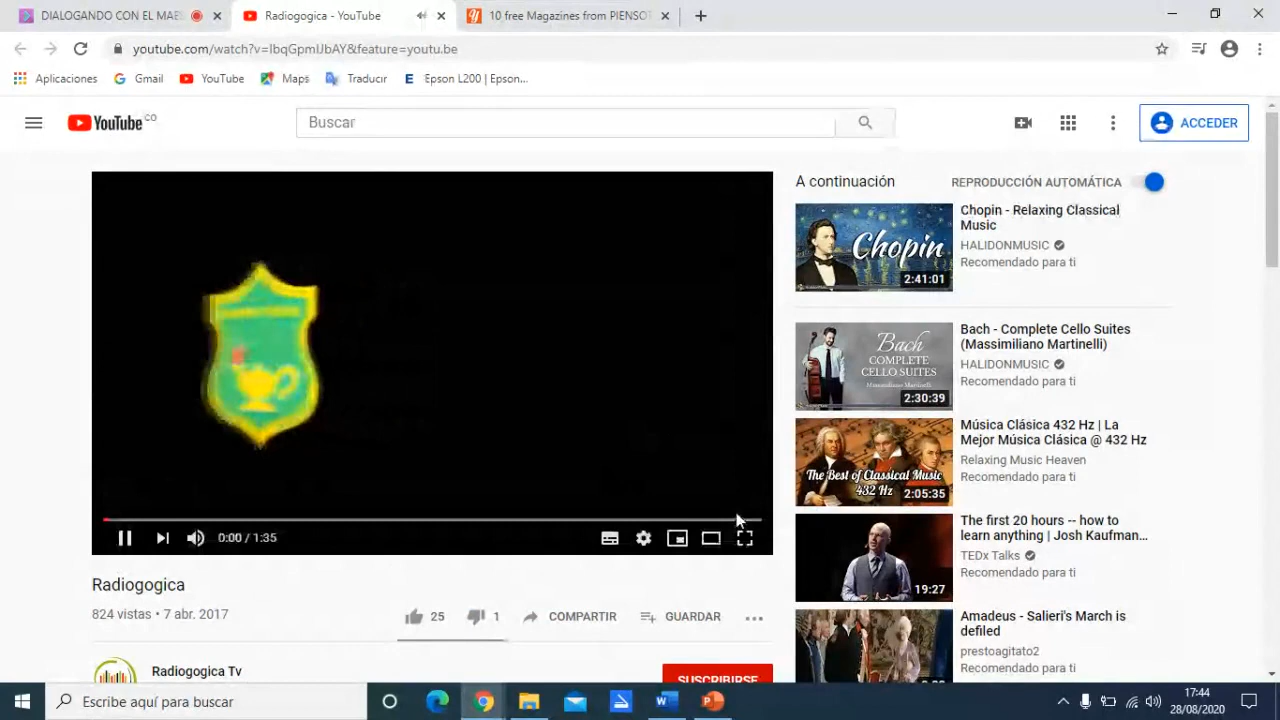 DIALOGANDO CON EL MAES
Radiogogica - YouTube
10 free Magazines from PIENSOT
youtube.com/watch?v=IbqGpmIJbAY&feature=youtu.be
Aplicaciones
Gmail
YouTube
Maps
Traducir
E
Epson L200 | Epson...
YouTube CO
Buscar
ACCEDER
A continuación
REPRODUCCIÓN AUTOMÁTICA
Chopin
2:41:01
Chopin - Relaxing Classical
Music
HALIDONMUSIC
Recomendado para ti
Bach
COMPLETE
CELLO SUITES
Massimiliano Martinelli
2:30:39
Bach - Complete Cello Suites
(Massimiliano Martinelli)
HALIDONMUSIC
Recomendado para ti
The Best of Classical Music
432 Hz
2:05:35
Música Clásica 432 Hz | La
Mejor Música Clásica @ 432 Hz
Relaxing Music Heaven
Recomendado para ti
19:27
The first 20 hours -- how to
learn anything | Josh Kaufman...
TEDx Talks
Recomendado para ti
Amadeus - Salieri's March is
defiled
prestoagitato2
Recomendado para ti
0:00 / 1:35
Radiogogica
824 vistas • 7 abr. 2017
25
1
COMPARTIR
GUARDAR
Radiogogica Tv
SUSCRIBIRSE
Escribe aquí para buscar
17:44
28/08/2020